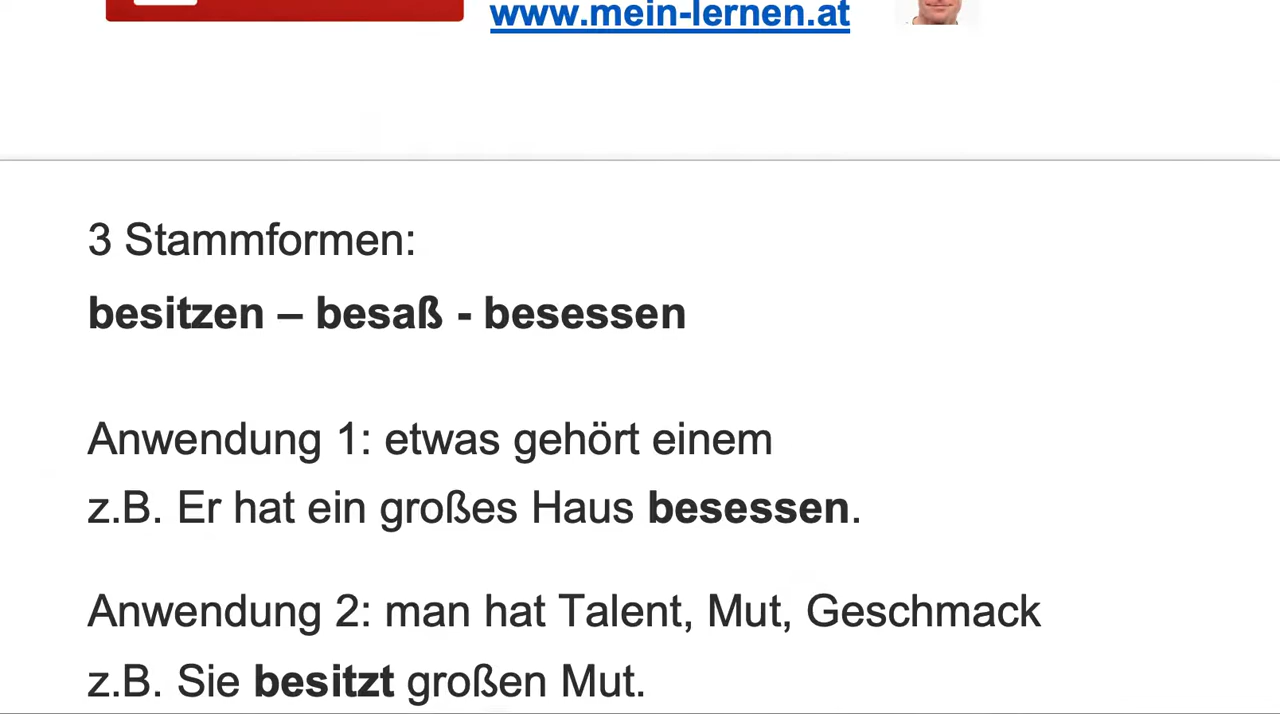 www.mein-lernen.at
3 Stammformen:
besitzen – besaß - besessen
Anwendung 1: etwas gehört einem
z.B. Er hat ein großes Haus besessen.
Anwendung 2: man hat Talent, Mut, Geschmack
z.B. Sie besitzt großen Mut.